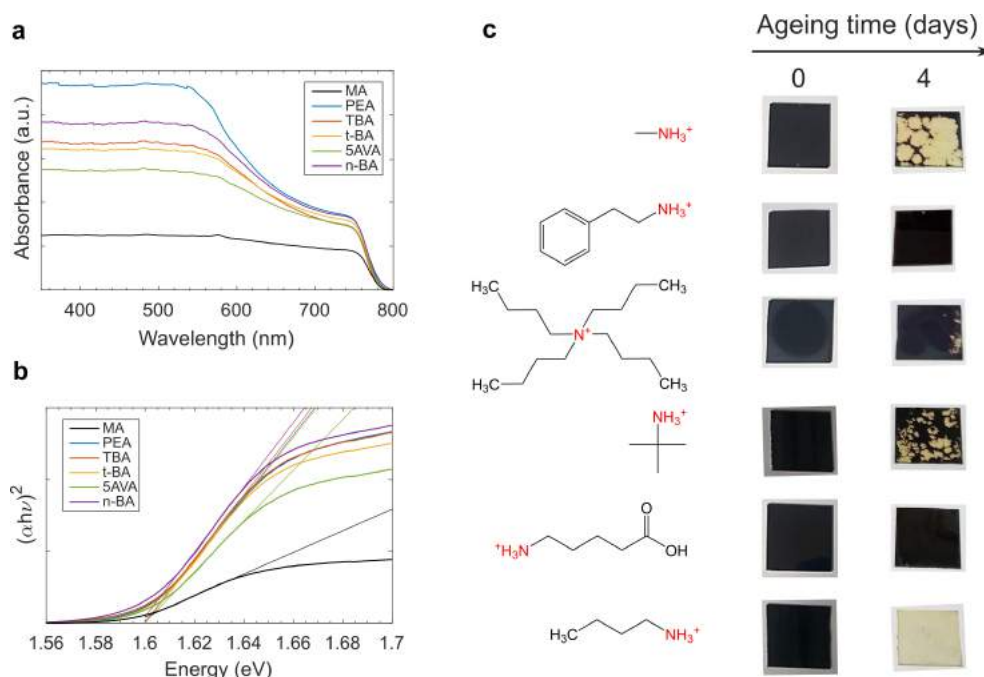 a
Absorbance (a.u.)
MA
PEA
TBA
t-BA
5AVA
n-BA
400 500 600 700 800
Wavelength (nm)
b
(αhν)²
MA
PEA
TBA
t-BA
5AVA
n-BA
1.56 1.6 1.62 1.64 1.66 1.68 1.7
Energy (eV)
c
Ageing time (days)
0 4
NH₃⁺
NH₃⁺
H₃C CH₃
N⁺
H₃C CH₃
NH₃⁺
O
⁺H₃N OH
H₃C NH₃⁺